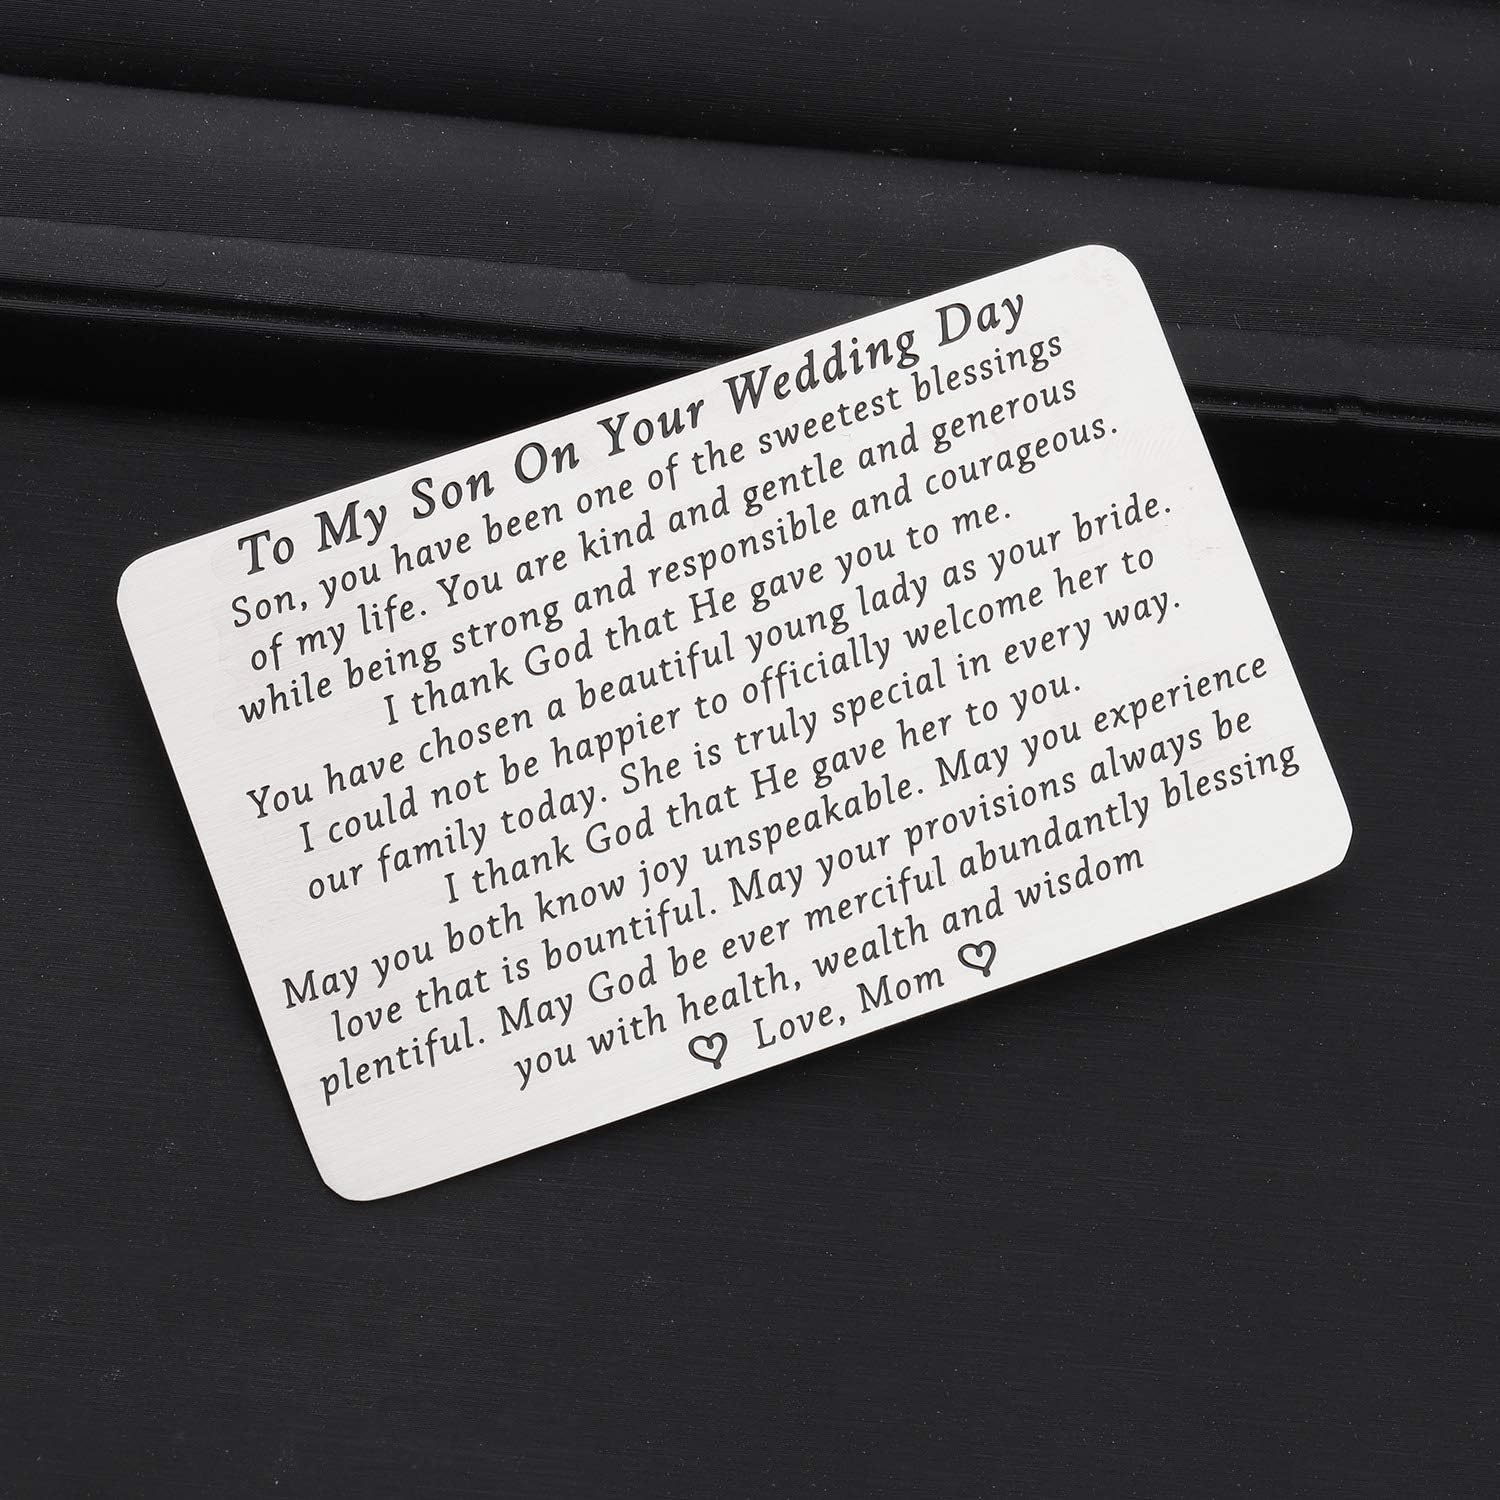 To My Son On Your Wedding Day
Son, you have been one of the sweetest blessings
of my life. You are kind and gentle and generous
while being strong and responsible and courageous.
I thank God that He gave you to me.
You have chosen a beautiful young lady as your bride.
I could not be happier to officially welcome her to
our family today. She is truly special in every way.
I thank God that He gave her to you.
May you both know joy unspeakable. May you experience
love that is bountiful. May your provisions always be
plentiful. May God be ever merciful abundantly blessing
you with health, wealth and wisdom
♡ Love, Mom ♡